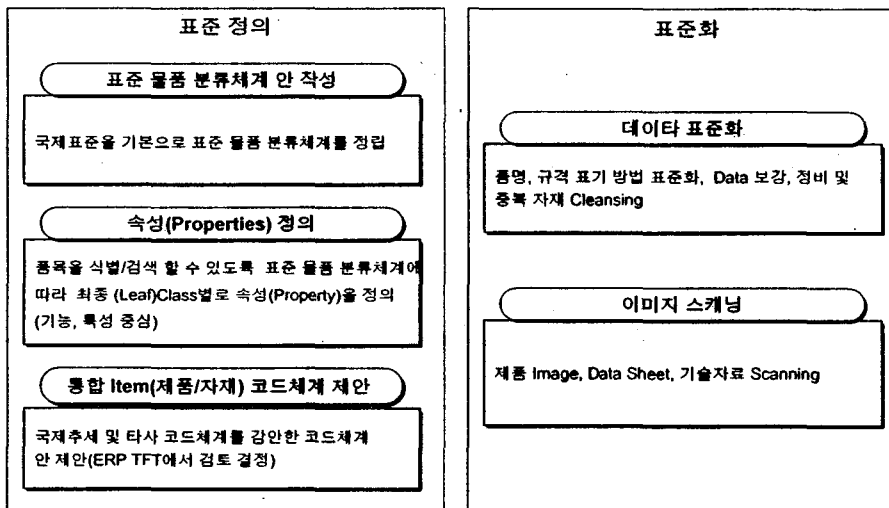 표준 정의
표준 물품 분류체계 안 작성
국제표준을 기본으로 표준 물품 분류체계를 정립
속성(Properties) 정의
품목을 식별/검색 할 수 있도록 표준 물품 분류체계에
따라 최종 (Leaf)Class별로 속성(Property)을 정의
(기능, 특성 중심)
통합 Item(제품/자재) 코드체계 제안
국제추세 및 타사 코드체계를 감안한 코드체계
안 제안(ERP TFT에서 검토 결정)
표준화
데이타 표준화
품명, 규격 표기 방법 표준화, Data 보강, 정비 및
중복 자재 Cleansing
이미지 스캐닝
제품 Image, Data Sheet, 기술자료 Scanning